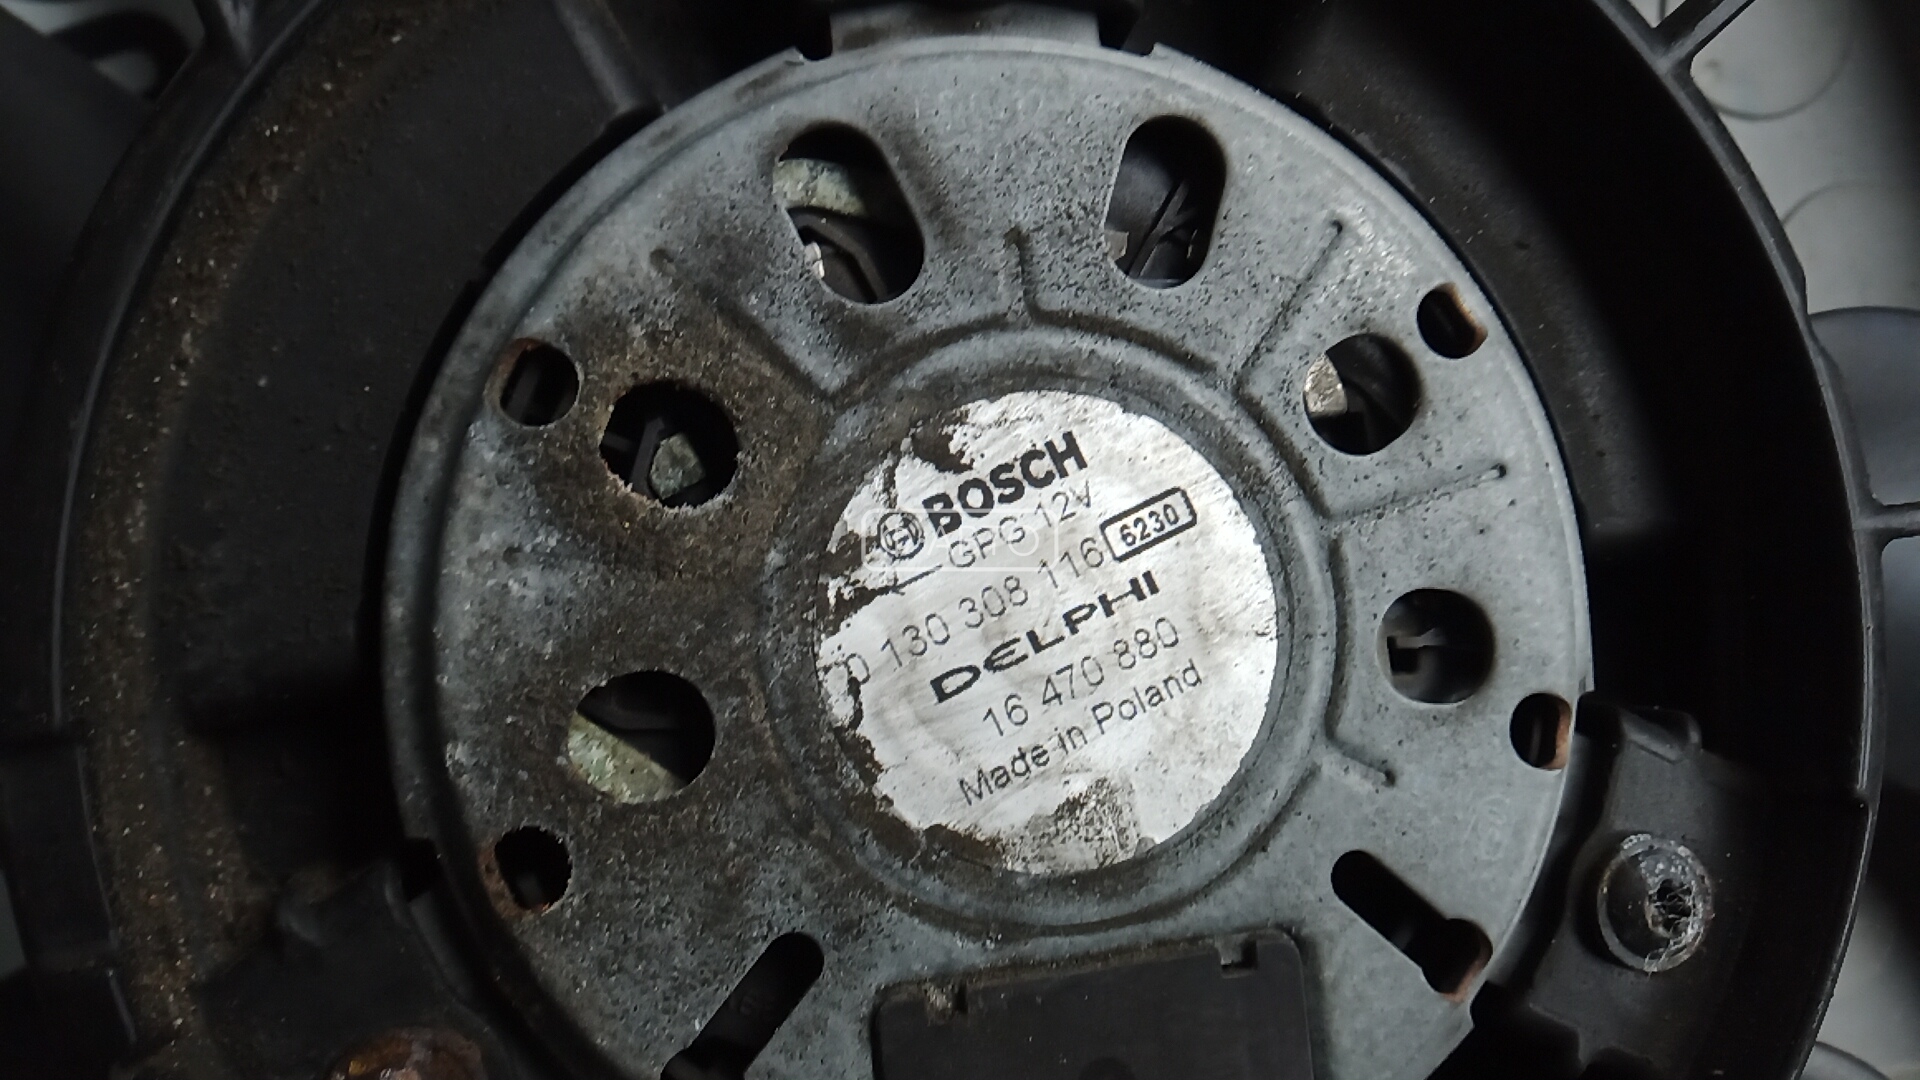 BOSCH
GPG 12V
0 130 308 116 6230
DELPHI
16 470 880
Made in Poland